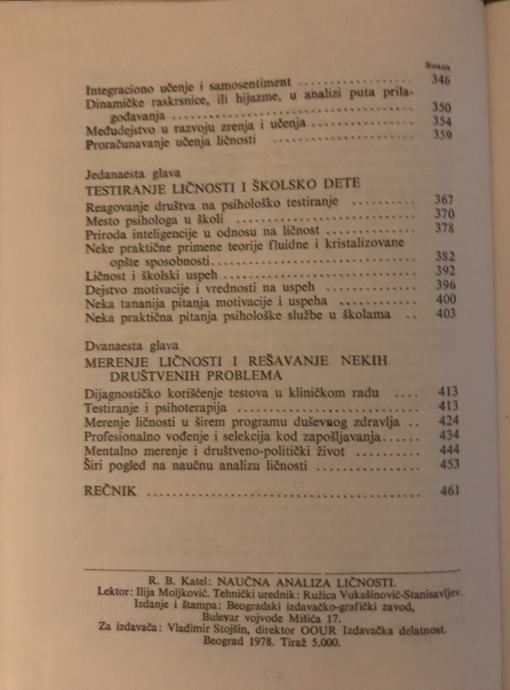 Strana
Integraciono učenje i samosentiment ................. 346
Dinamičke raskrsnice, ili hijazme, u analizi puta prila-
gođavanja ................................. 350
Međudejstvo u razvoju zrenja i učenja ............... 354
Proračunavanje učenja ličnosti .................... 359
Jedanaesta glava
TESTIRANJE LIČNOSTI I ŠKOLSKO DETE
Reagovanje društva na psihološko testiranje .......... 367
Mesto psihologa u školi .......................... 370
Priroda inteligencije u odnosu na ličnost ............. 378
Neke praktične primene teorije fluidne i kristalizovane
opšte sposobnosti............................. 382
Ličnost i školski uspeh ............................ 392
Dejstvo motivacije i vrednosti na uspeh .............. 396
Neka tananija pitanja motivacije i uspeha ........... 400
Neka praktična pitanja psihološke službe u školama .. 403
Dvanaesta glava
MERENJE LIČNOSTI I REŠAVANJE NEKIH
DRUŠTVENIH PROBLEMA
Dijagnostičko korišćenje testova u kliničkom radu .... 413
Testiranje i psihoterapija .......................... 413
Merenje ličnosti u širem programu duševnog zdravlja .. 424
Profesionalno vođenje i selekcija kod zapošljavanja...... 434
Mentalno merenje i društveno-politički život ......... 444
Širi pogled na naučnu analizu ličnosti ............... 453
REČNIK ........................................ 461
R. B. Katel: NAUČNA ANALIZA LIČNOSTI.
Lektor: Ilija Moljković. Tehnički urednik: Ružica Vukašinović-Stanisavljev.
Izdanje i štampa: Beogradski izdavačko-grafički zavod,
Bulevar vojvode Mišića 17.
Za izdavača: Vladimir Stojšin, direktor OOUR Izdavačka delatnost.
Beograd 1978. Tiraž 5.000.